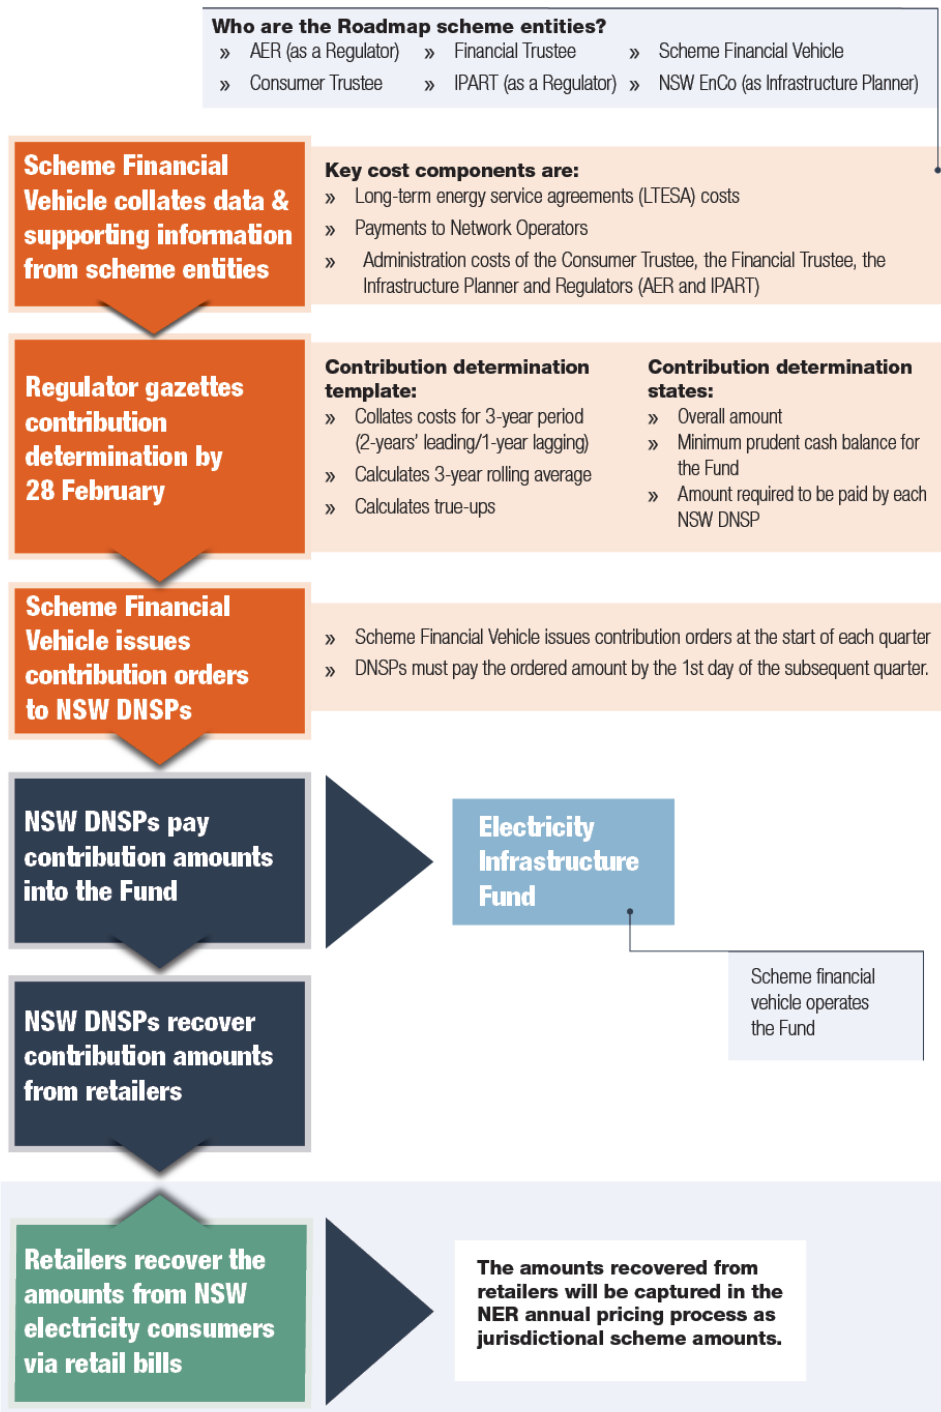 Who are the Roadmap scheme entities?
» AER (as a Regulator) » Financial Trustee » Scheme Financial Vehicle
» Consumer Trustee » IPART (as a Regulator) » NSW EnCo (as Infrastructure Planner)
Scheme Financial
Vehicle collates data &
supporting information
from scheme entities
Key cost components are:
» Long-term energy service agreements (LTESA) costs
» Payments to Network Operators
» Administration costs of the Consumer Trustee, the Financial Trustee, the
Infrastructure Planner and Regulators (AER and IPART)
Regulator gazettes
contribution
determination by
28 February
Contribution determination
template:
» Collates costs for 3-year period
(2-years' leading/1-year lagging)
» Calculates 3-year rolling average
» Calculates true-ups
Contribution determination
states:
» Overall amount
» Minimum prudent cash balance for
the Fund
» Amount required to be paid by each
NSW DNSP
Scheme Financial
Vehicle issues
contribution orders
to NSW DNSPs
» Scheme Financial Vehicle issues contribution orders at the start of each quarter
» DNSPs must pay the ordered amount by the 1st day of the subsequent quarter.
NSW DNSPs pay
contribution amounts
into the Fund
Electricity
Infrastructure
Fund
Scheme financial
vehicle operates
the Fund
NSW DNSPs recover
contribution amounts
from retailers
Retailers recover the
amounts from NSW
electricity consumers
via retail bills
The amounts recovered from
retailers will be captured in the
NER annual pricing process as
jurisdictional scheme amounts.